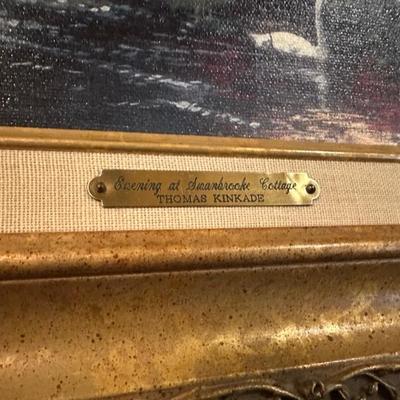 Evening at Swanbrooke Cottage
THOMAS KINKADE